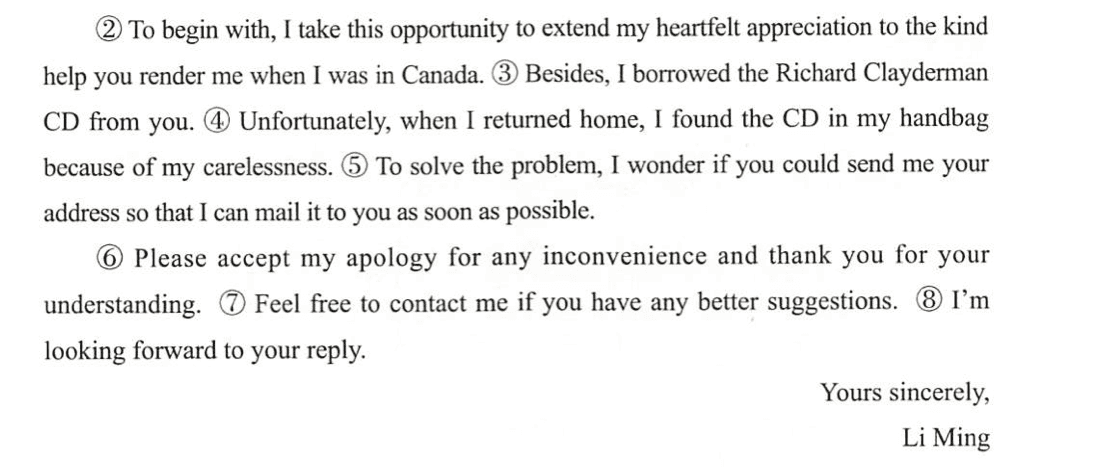 ② To begin with, I take this opportunity to extend my heartfelt appreciation to the kind
help you render me when I was in Canada. ③ Besides, I borrowed the Richard Clayderman
CD from you. ④ Unfortunately, when I returned home, I found the CD in my handbag
because of my carelessness. ⑤ To solve the problem, I wonder if you could send me your
address so that I can mail it to you as soon as possible.
⑥ Please accept my apology for any inconvenience and thank you for your
understanding. ⑦ Feel free to contact me if you have any better suggestions. ⑧ I'm
looking forward to your reply.
Yours sincerely,
Li Ming